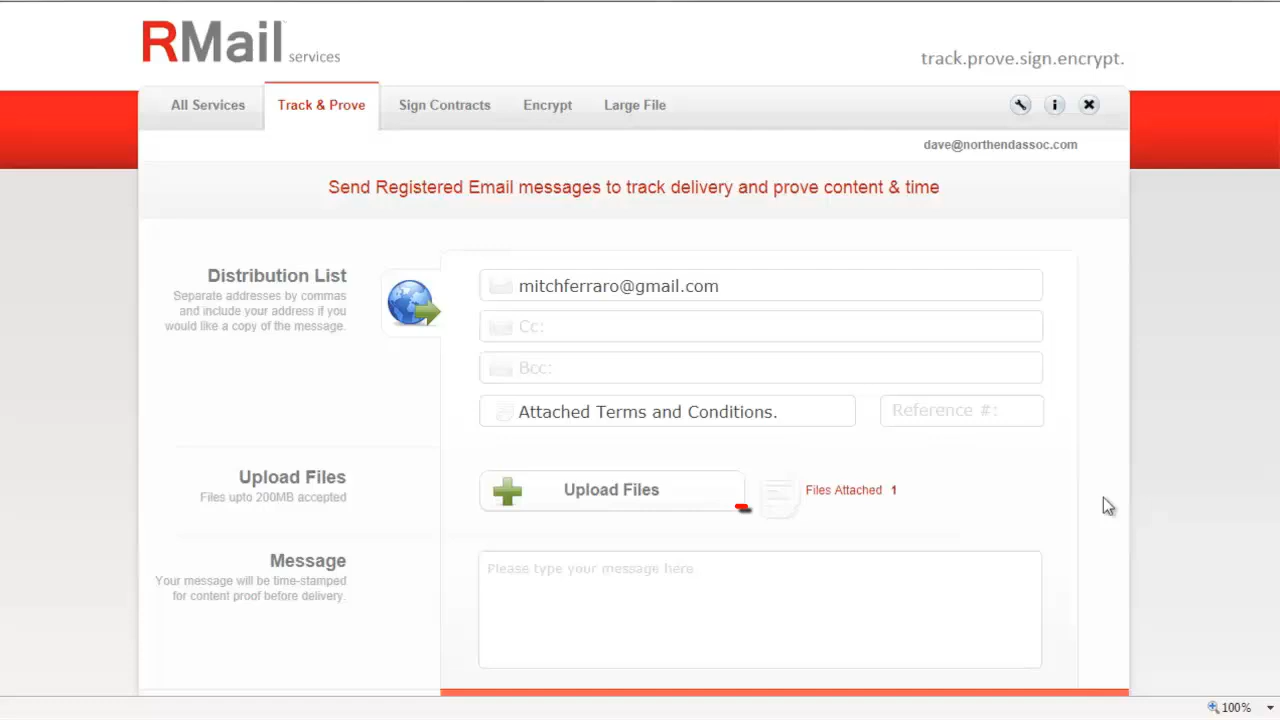 RMail services
track.prove.sign.encrypt.
All Services Track & Prove Sign Contracts Encrypt Large File
dave@northendassoc.com
Send Registered Email messages to track delivery and prove content & time
Distribution List
Separate addresses by commas
and include your address if you
would like a copy of the message.
mitchferraro@gmail.com
Cc:
Bcc:
Attached Terms and Conditions.
Reference #:
Upload Files
Files upto 200MB accepted
Upload Files
Files Attached 1
Message
Your message will be time-stamped
for content proof before delivery.
Please type your message here
100%